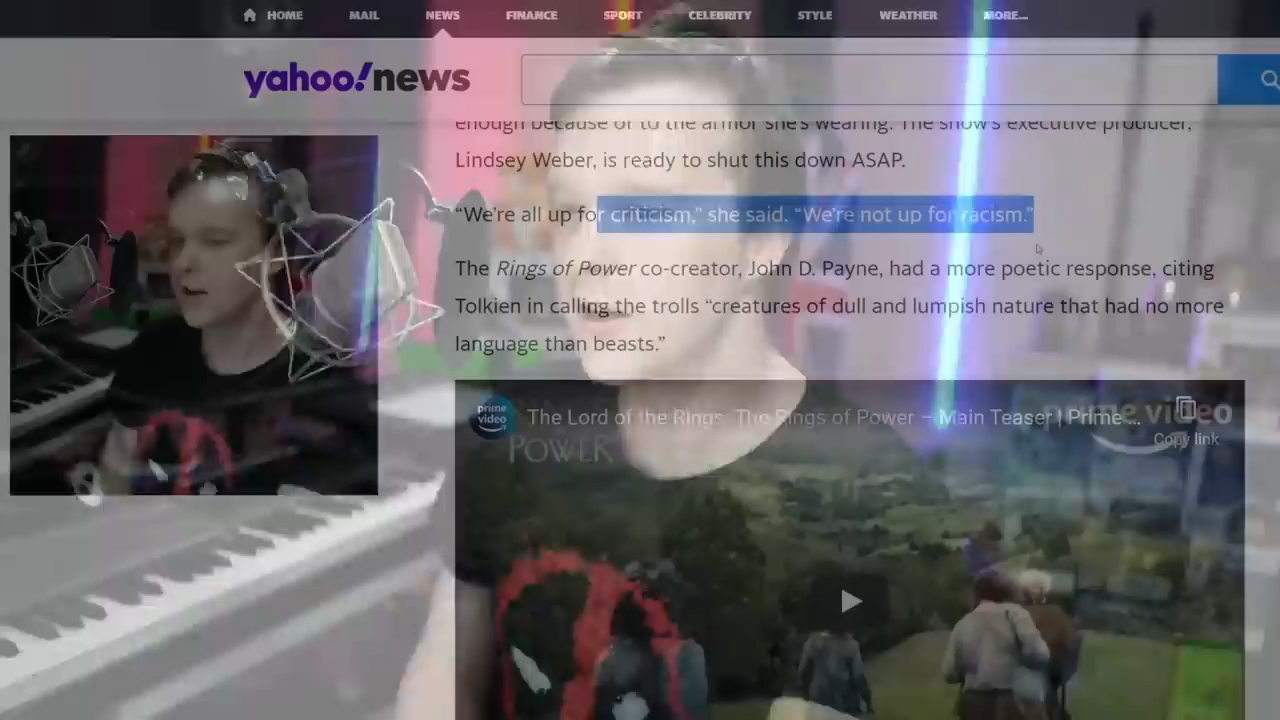 HOME MAIL NEWS FINANCE SPORT CELEBRITY STYLE WEATHER MORE...
yahoo!news
enough because of to the armor she's wearing. The show's executive producer,
Lindsey Weber, is ready to shut this down ASAP.
“We're all up for criticism,” she said. “We're not up for racism.”
The Rings of Power co-creator, John D. Payne, had a more poetic response, citing
Tolkien in calling the trolls “creatures of dull and lumpish nature that had no more
language than beasts.”
prime video
The Lord of the Rings: The Rings of Power – Main Teaser | Prime ...
prime video
Copy link
POWER